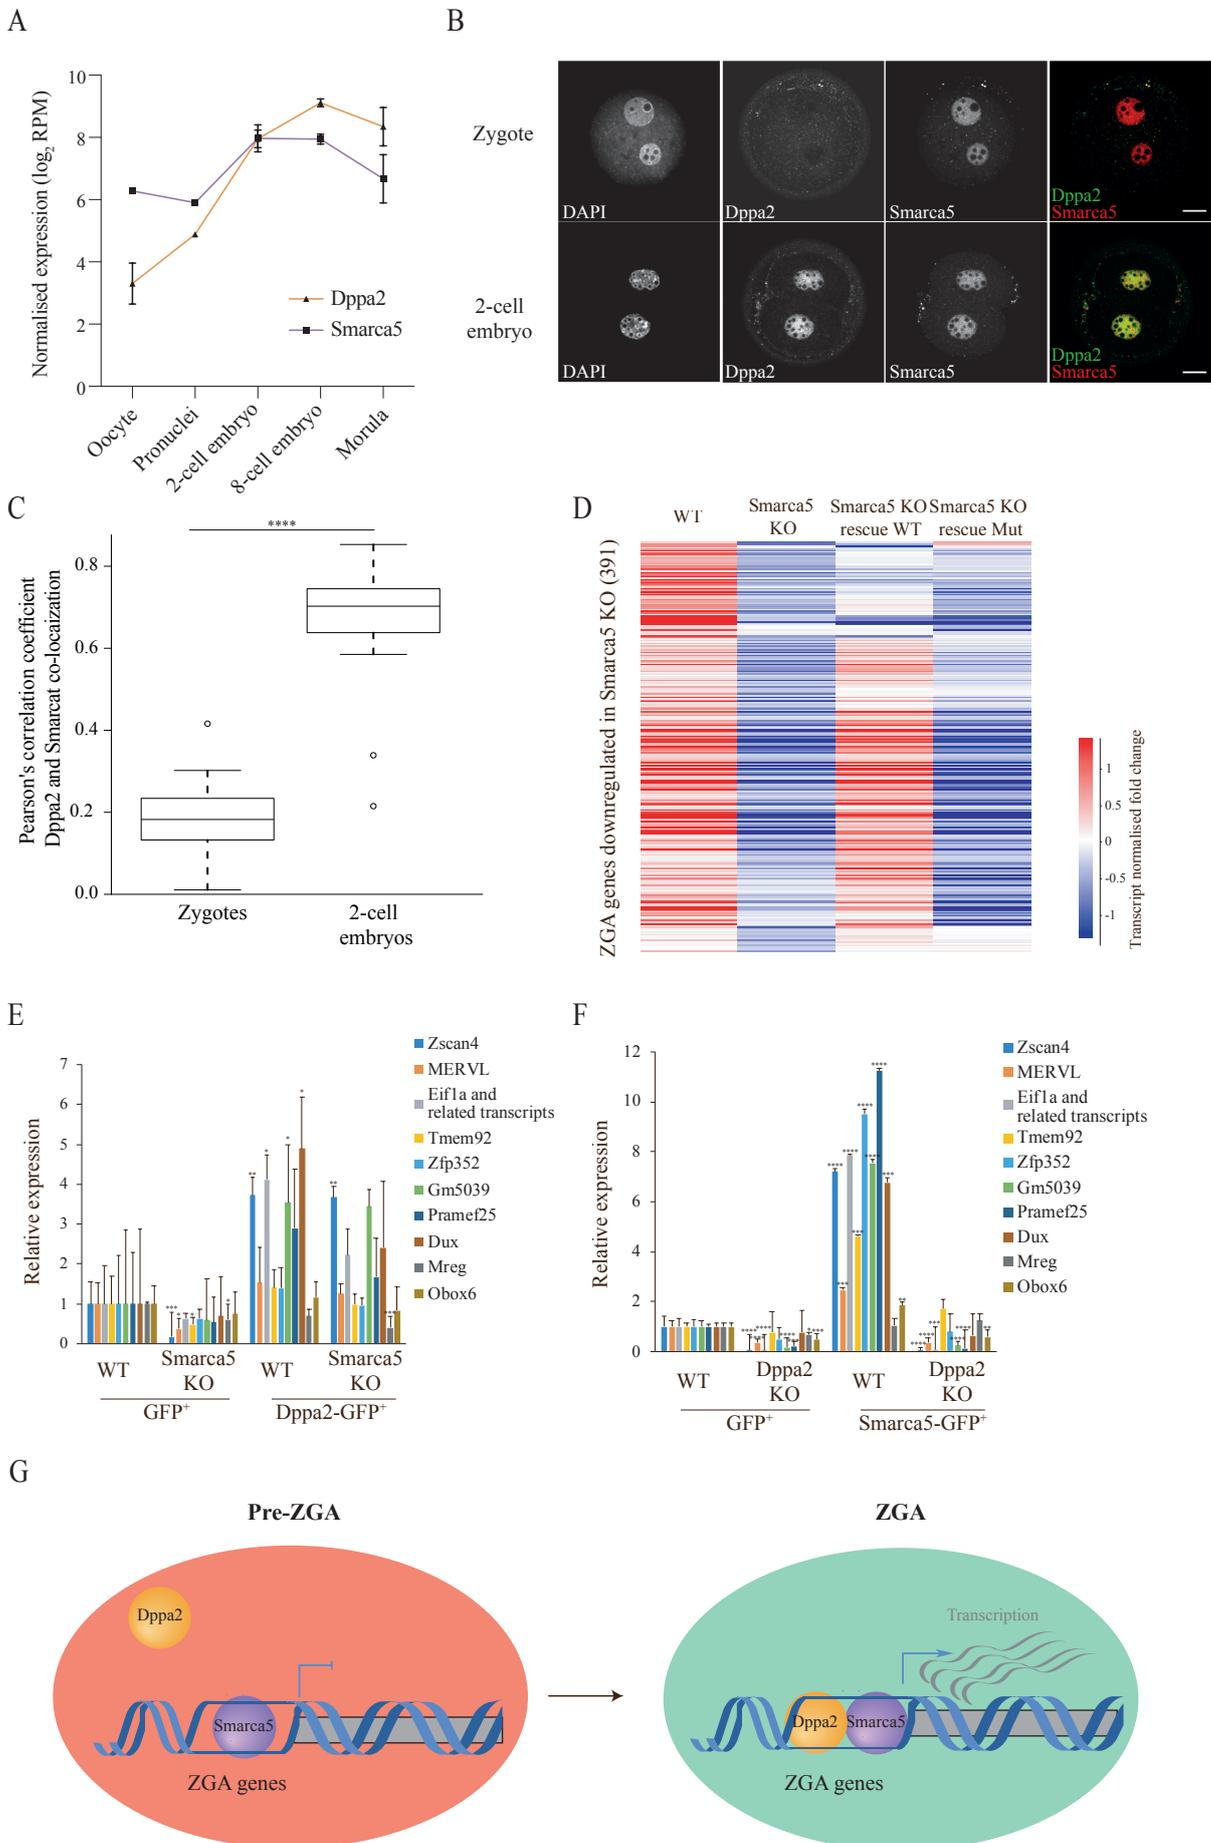 A
Normalised expression (log2 RPM)
10
8
6
4
2
0
Dppa2
Smarca5
Oocyte
Pronuclei
2-cell embryo
8-cell embryo
Morula
B
Zygote
DAPI
Dppa2
Smarca5
Dppa2
Smarca5
2-cell
embryo
DAPI
Dppa2
Smarca5
Dppa2
Smarca5
C
Pearson's correlation coefficient
Dppa2 and Smarcat co-locaization
****
0.8
0.6
0.4
0.2
0.0
Zygotes
2-cell
embryos
D
WT
Smarca5
KO
Smarca5 KO
rescue WT
Smarca5 KO
rescue Mut
ZGA genes downregulated in Smarca5 KO (391)
1
0.5
0
-0.5
-1
Transcript normalised fold change
E
Relative expression
7
6
5
4
3
2
1
0
*** * * * ** * * * ** ***
WT
Smarca5
KO
WT
Smarca5
KO
GFP+
Dppa2-GFP+
Zscan4
MERVL
Eif1a and
related transcripts
Tmem92
Zfp352
Gm5039
Pramef25
Dux
Mreg
Obox6
F
Relative expression
12
10
8
6
4
2
0
WT
Dppa2
KO
WT
Dppa2
KO
GFP+
Smarca5-GFP+
Zscan4
MERVL
Eif1a and
related transcripts
Tmem92
Zfp352
Gm5039
Pramef25
Dux
Mreg
Obox6
G
Pre-ZGA
Dppa2
Smarca5
ZGA genes
ZGA
Transcription
Dppa2
Smarca5
ZGA genes